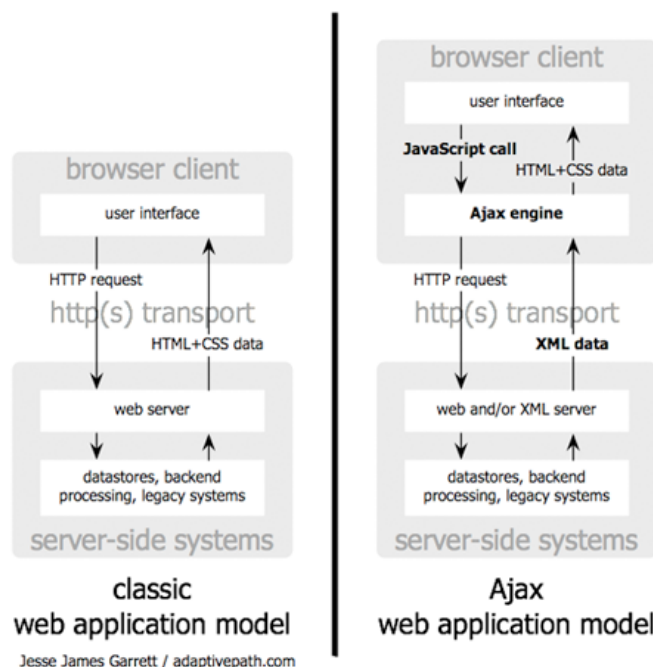 browser client
user interface
HTTP request
http(s) transport
HTML+CSS data
web server
datastores, backend
processing, legacy systems
server-side systems
classic
web application model
Jesse James Garrett / adaptivepath.com
browser client
user interface
JavaScript call
HTML+CSS data
Ajax engine
HTTP request
http(s) transport
XML data
web and/or XML server
datastores, backend
processing, legacy systems
server-side systems
Ajax
web application model